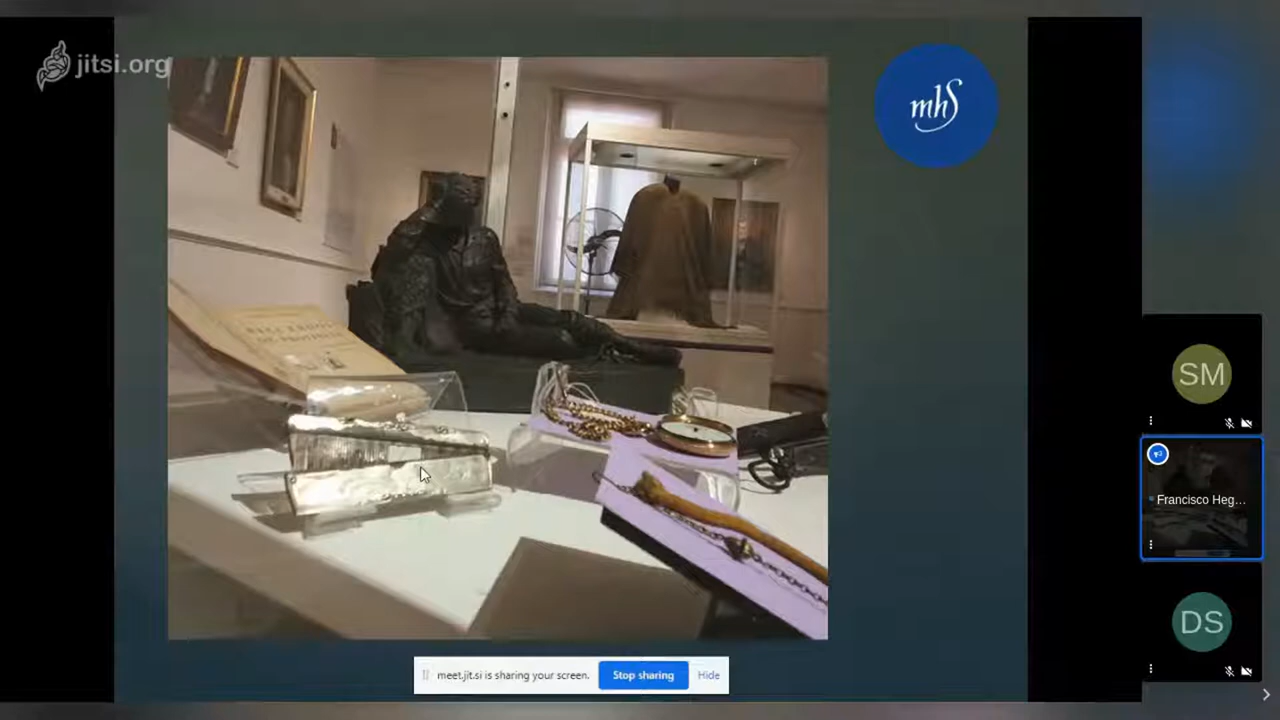 jitsi.org
mhS
SM
Francisco Heg...
meet.jit.si is sharing your screen.
Stop sharing
Hide
DS